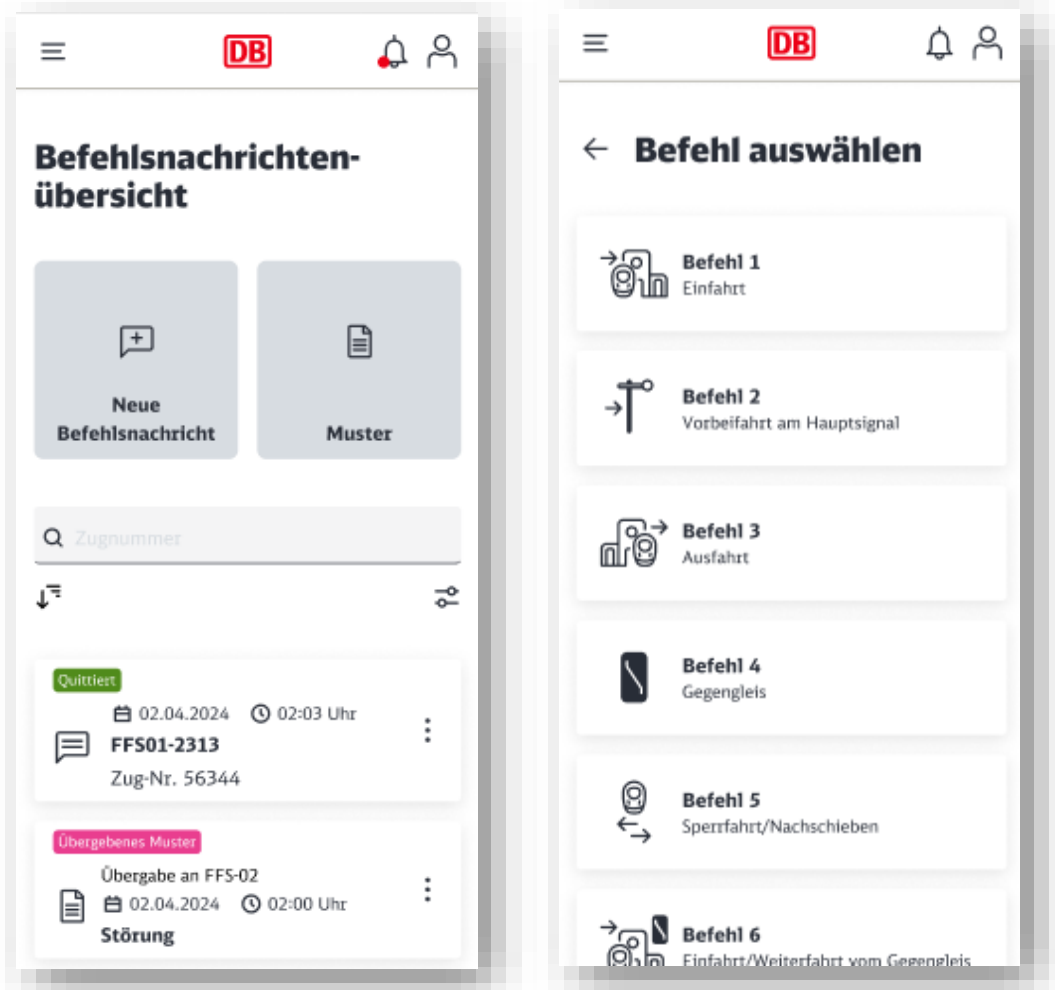 DB
Befehlsnachrichten-
übersicht
Neue
Befehlsnachricht
Muster
Zugnummer
Quittiert
02.04.2024 02:03 Uhr
FFS01-2313
Zug-Nr. 56344
Übergebenes Muster
Übergabe an FFS-02
02.04.2024 02:00 Uhr
Störung
DB
Befehl auswählen
Befehl 1
Einfahrt
Befehl 2
Vorbeifahrt am Hauptsignal
Befehl 3
Ausfahrt
Befehl 4
Gegengleis
Befehl 5
Sperrfahrt/Nachschieben
Befehl 6
Einfahrt/Weiterfahrt vom Gegengleis